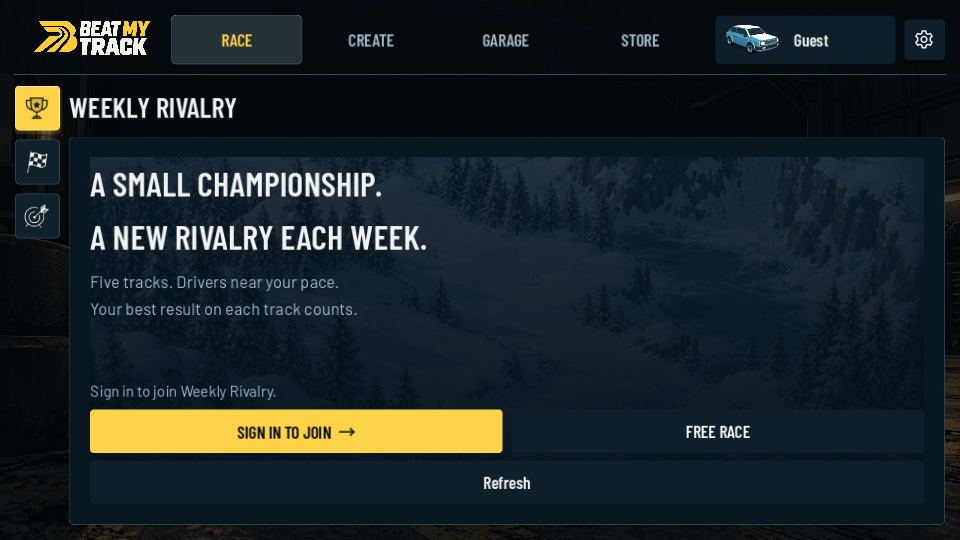 BEAT MY
TRACK
RACE
CREATE
GARAGE
STORE
Guest
WEEKLY RIVALRY
A SMALL CHAMPIONSHIP.
A NEW RIVALRY EACH WEEK.
Five tracks. Drivers near your pace.
Your best result on each track counts.
Sign in to join Weekly Rivalry.
SIGN IN TO JOIN →
FREE RACE
Refresh